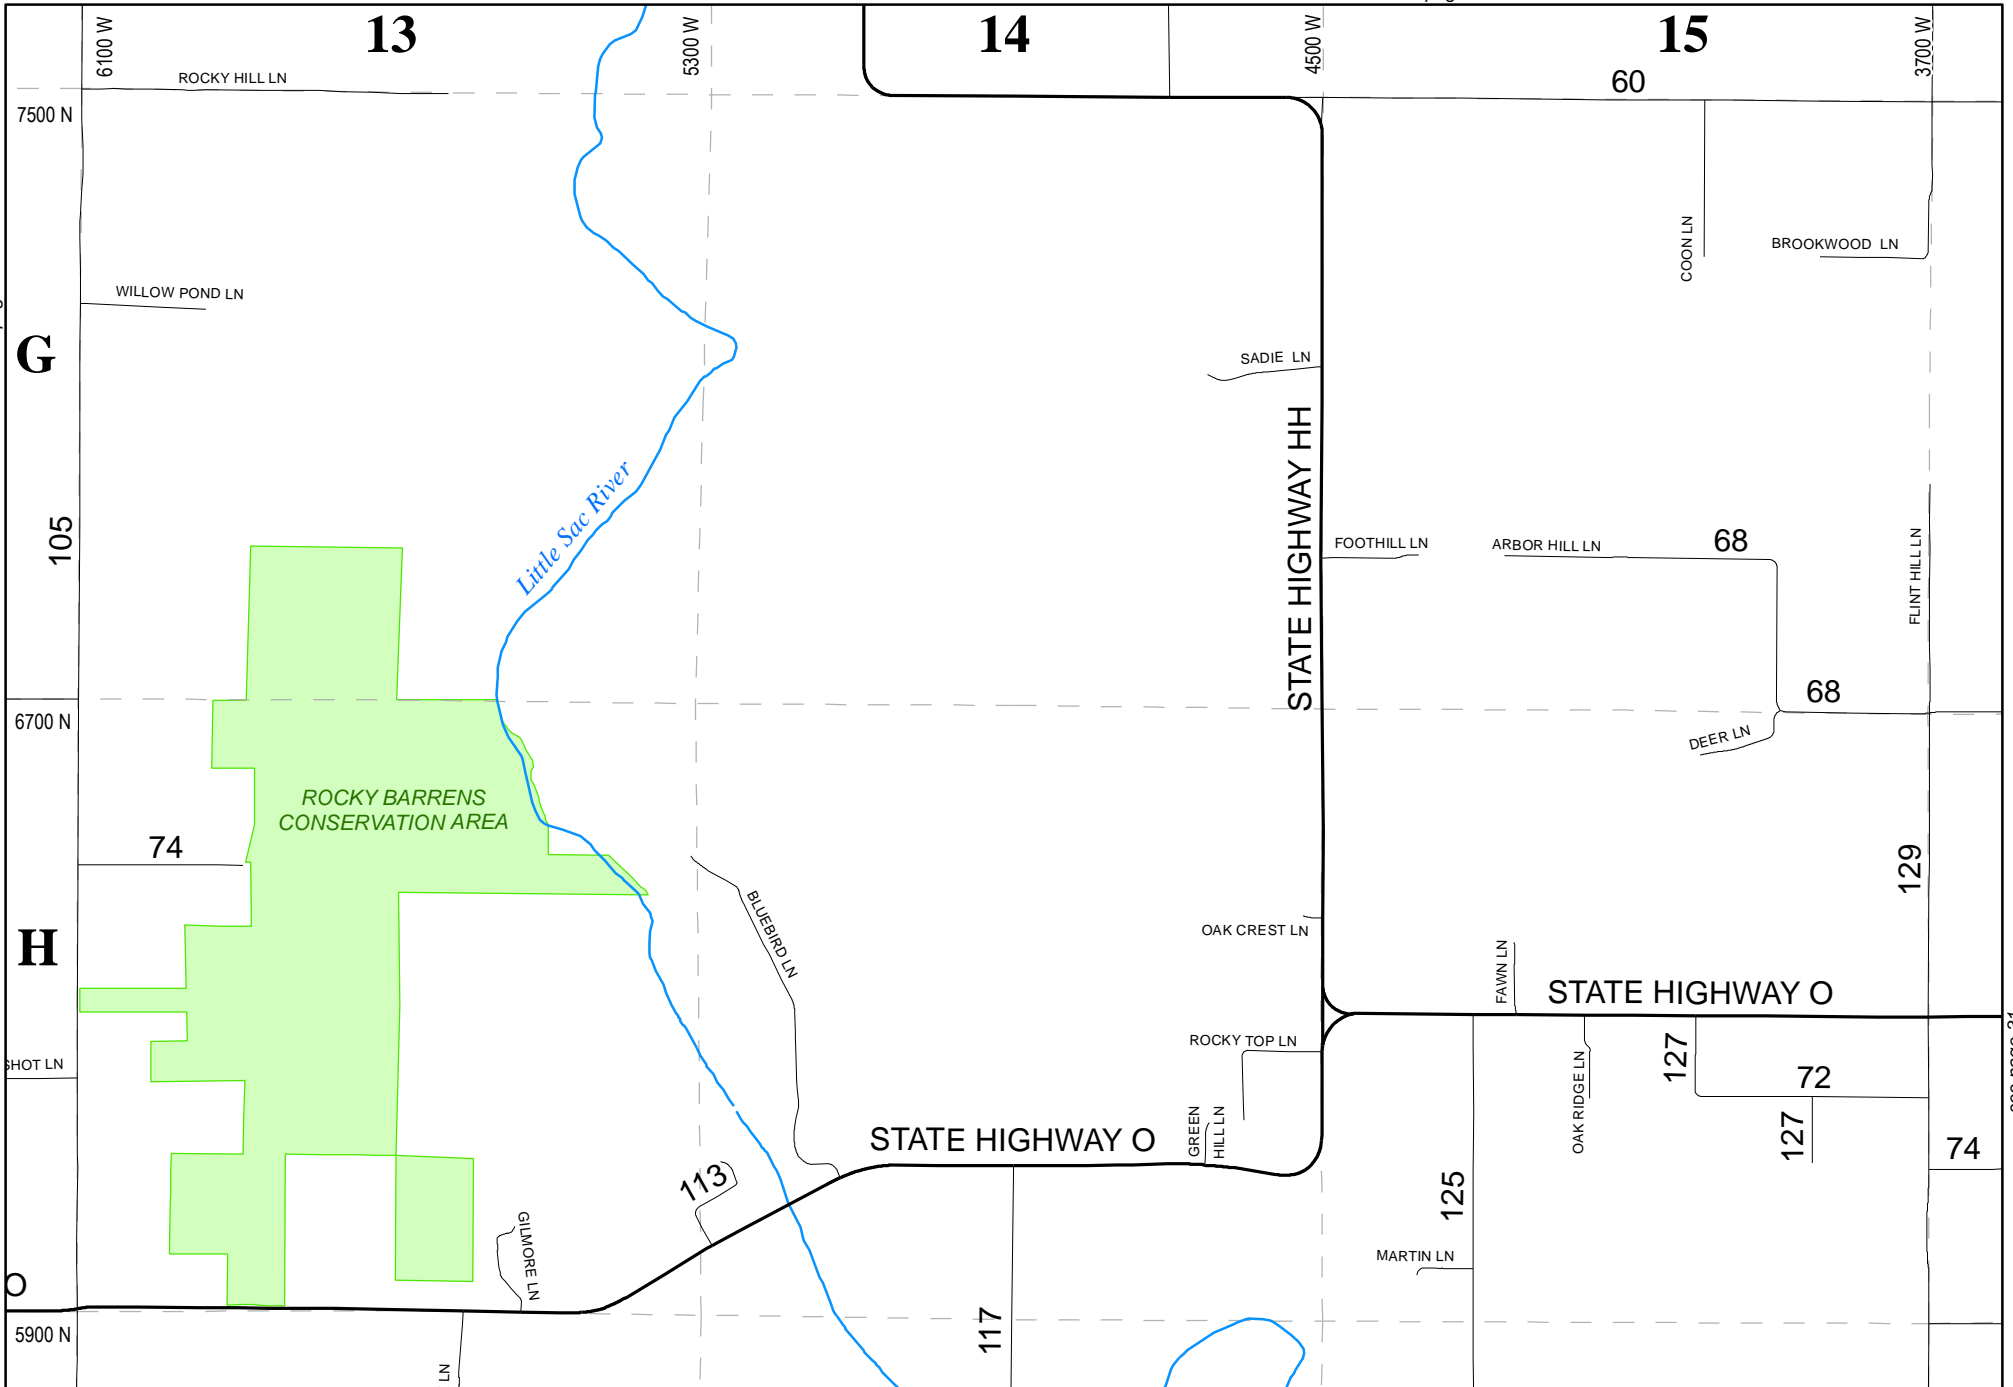 6100 W
13
5300 W
14
4500 W
15
3700 W
ROCKY HILL LN
60
7500 N
COON LN
BROOKWOOD LN
WILLOW POND LN
G
SADIE LN
STATE HIGHWAY HH
Little Sac River
105
FOOTHILL LN
ARBOR HILL LN
68
FLINT HILL LN
68
6700 N
DEER LN
ROCKY BARRENS
CONSERVATION AREA
74
129
BLUEBIRD LN
H
OAK CREST LN
FAWN LN
STATE HIGHWAY O
ROCKY TOP LN
SHOT LN
127
OAK RIDGE LN
72
GREEN
HILL LN
STATE HIGHWAY O
127
74
113
125
GILMORE LN
MARTIN LN
O
117
5900 N
LN